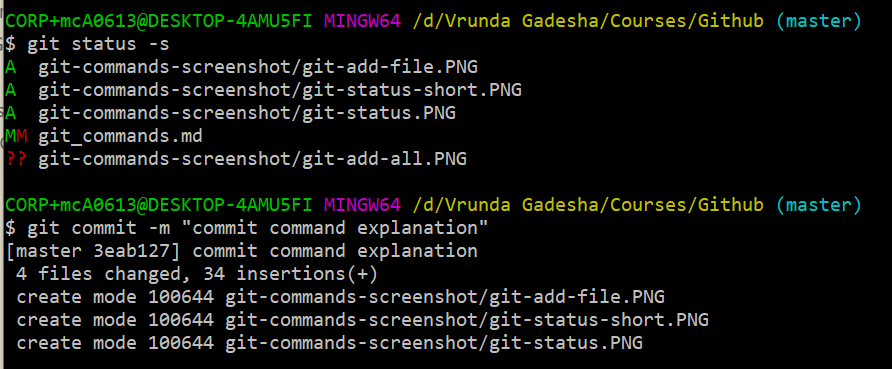 CORP+mcA0613@DESKTOP-4AMU5FI MINGW64 /d/Vrunda Gadesha/Courses/Github (master)
$ git status -s
A  git-commands-screenshot/git-add-file.PNG
A  git-commands-screenshot/git-status-short.PNG
A  git-commands-screenshot/git-status.PNG
MM git_commands.md
?? git-commands-screenshot/git-add-all.PNG
CORP+mcA0613@DESKTOP-4AMU5FI MINGW64 /d/Vrunda Gadesha/Courses/Github (master)
$ git commit -m "commit command explanation"
[master 3eab127] commit command explanation
 4 files changed, 34 insertions(+)
 create mode 100644 git-commands-screenshot/git-add-file.PNG
 create mode 100644 git-commands-screenshot/git-status-short.PNG
 create mode 100644 git-commands-screenshot/git-status.PNG